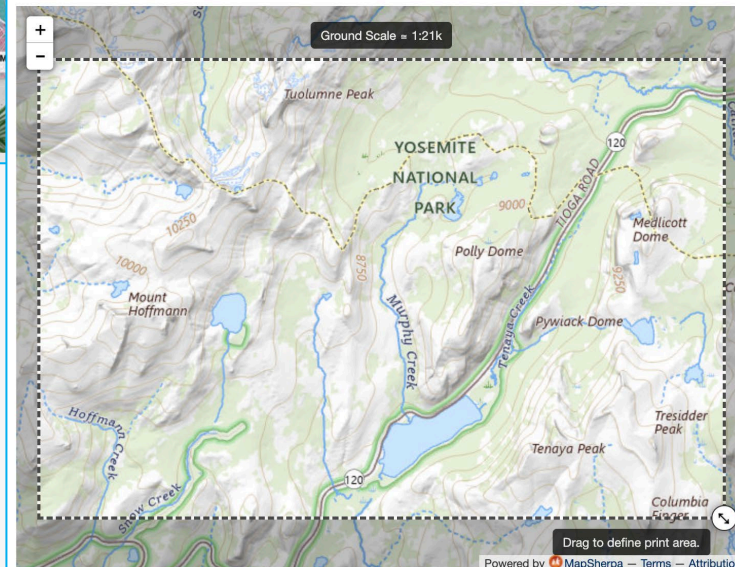 +
−
Ground Scale = 1:21k
Tuolumne Peak
120
YOSEMITE
NATIONAL
PARK
TIOGA ROAD
9000
10250
Medlicott
Dome
Polly Dome
10000
8750
9250
Mount
Hoffmann
Murphy Creek
Tenaya Creek
Pywiack Dome
Hoffmann Creek
Tresidder
Peak
Tenaya Peak
120
Snow Creek
Columbia
Finger
Drag to define print area.
Powered by MapSherpa — Terms — Attributio